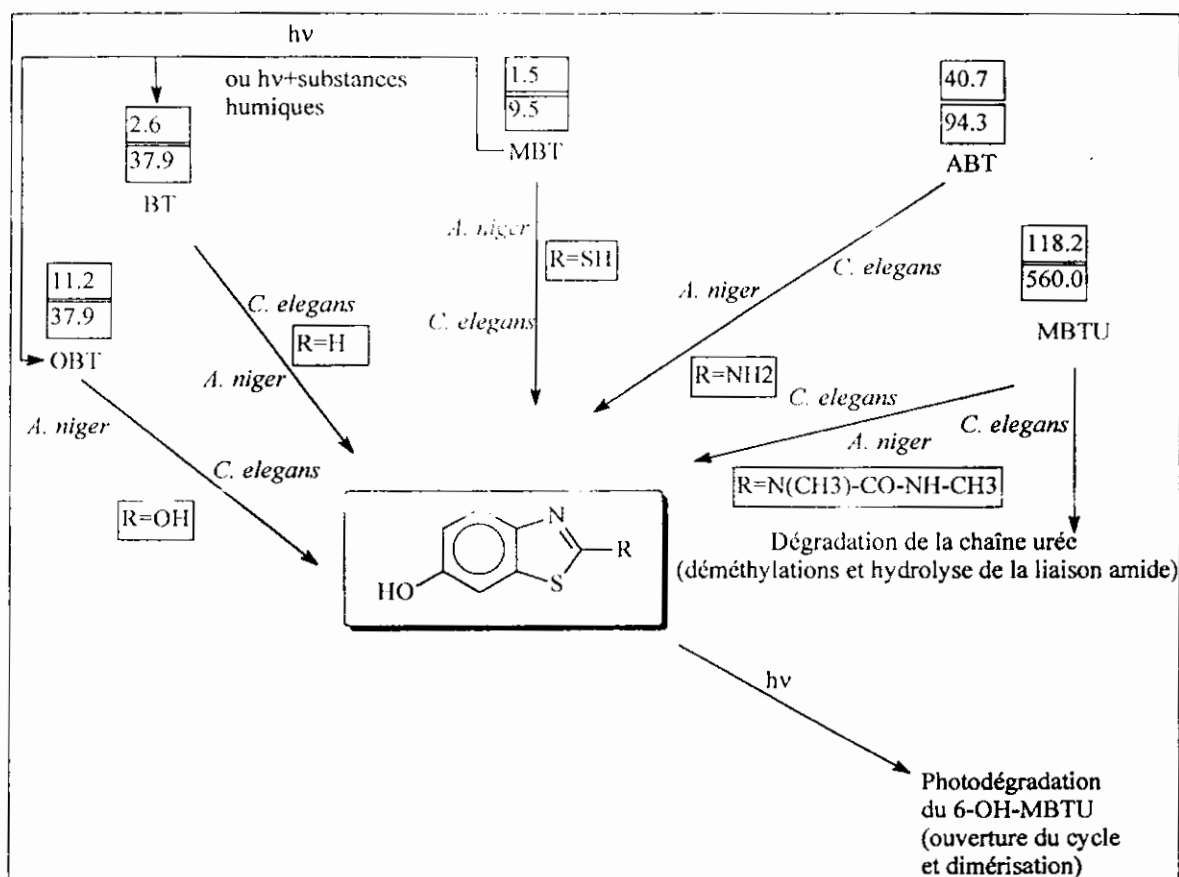 hν
ou hν+substances
humiques
1.5
9.5
MBT
40.7
94.3
ABT
2.6
37.9
BT
A. niger
R=SH
C. elegans
C. elegans
A. niger
118.2
560.0
MBTU
11.2
37.9
OBT
C. elegans
R=H
A. niger
R=NH2
C. elegans
A. niger
C. elegans
A. niger
C. elegans
R=OH
R=N(CH3)-CO-NH-CH3
N
R
S
HO
Dégradation de la chaîne urée
(déméthylations et hydrolyse de la liaison amide)
hν
Photodégradation
du 6-OH-MBTU
(ouverture du cycle
et dimérisation)